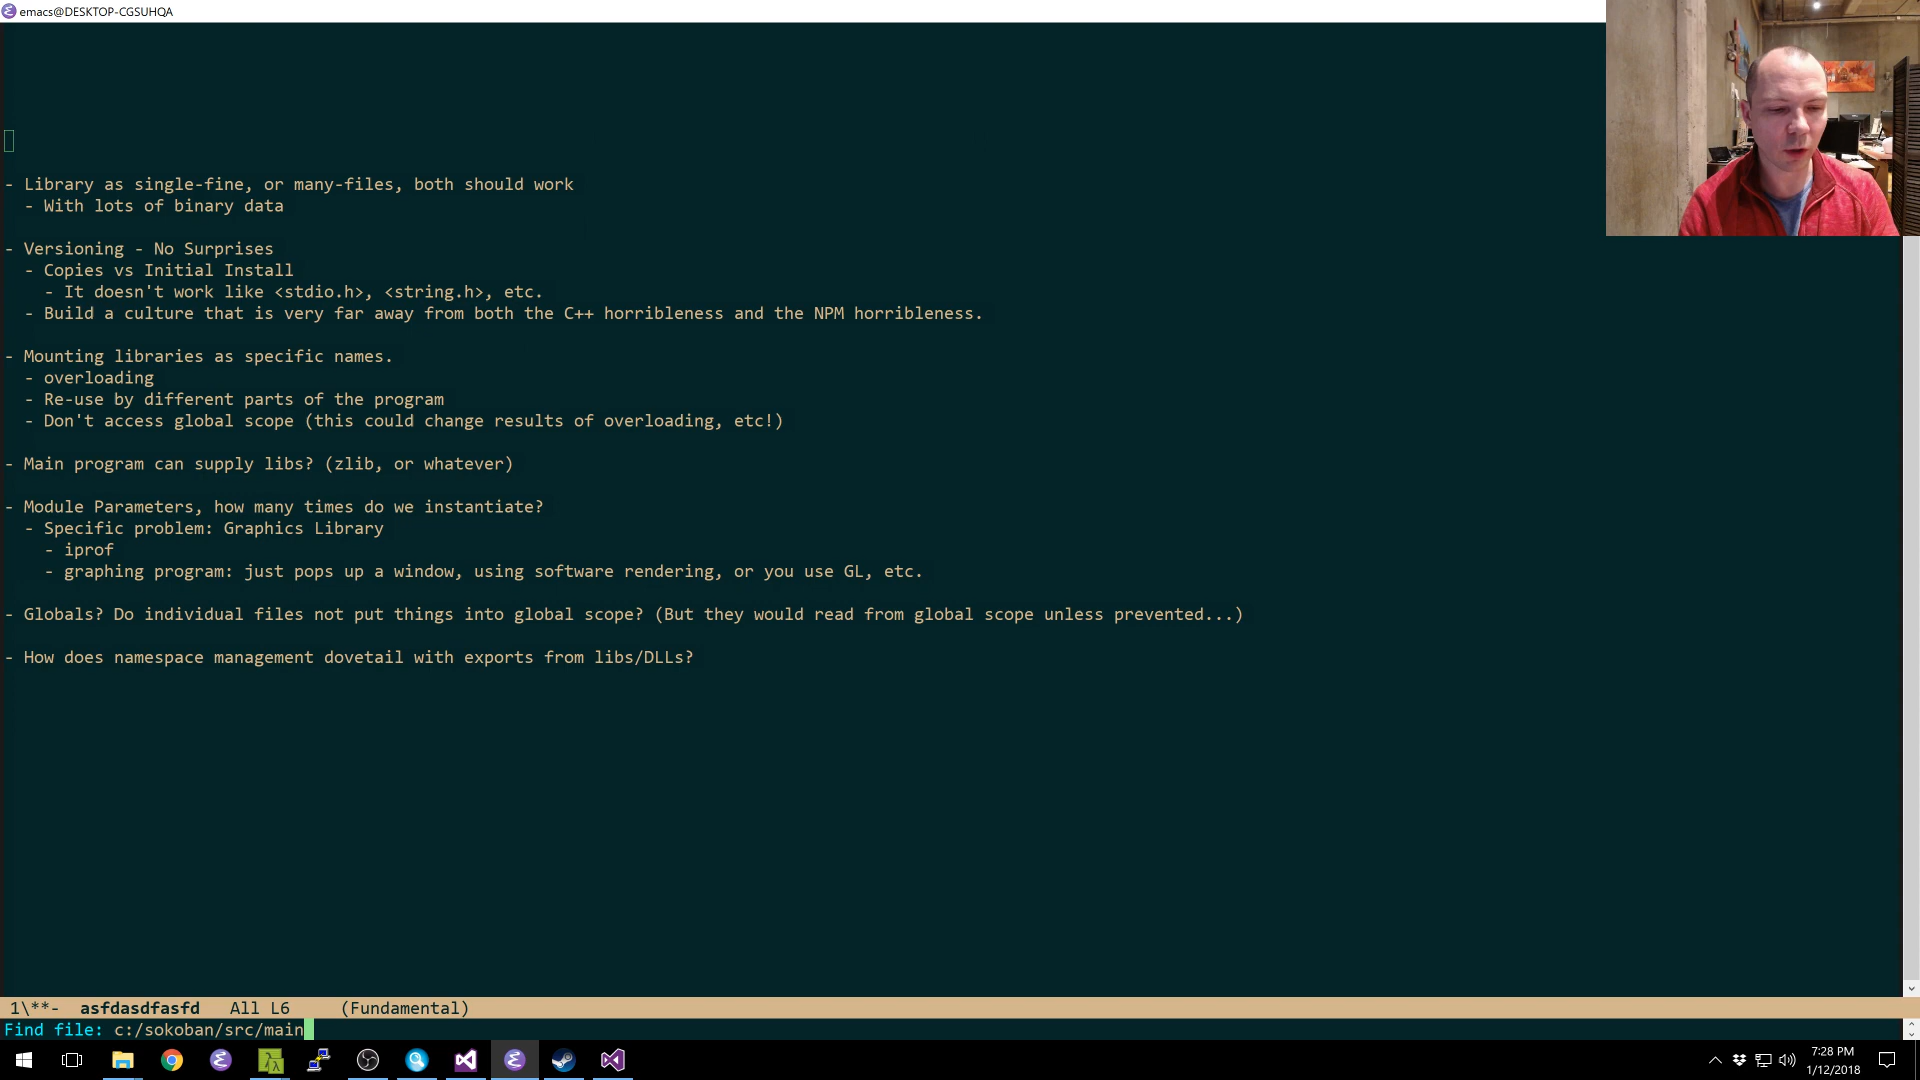 emacs@DESKTOP-CGSUHQA
- Library as single-fine, or many-files, both should work
- With lots of binary data
- Versioning - No Surprises
- Copies vs Initial Install
- It doesn't work like <stdio.h>, <string.h>, etc.
- Build a culture that is very far away from both the C++ horribleness and the NPM horribleness.
- Mounting libraries as specific names.
- overloading
- Re-use by different parts of the program
- Don't access global scope (this could change results of overloading, etc!)
- Main program can supply libs? (zlib, or whatever)
- Module Parameters, how many times do we instantiate?
- Specific problem: Graphics Library
- iprof
- graphing program: just pops up a window, using software rendering, or you use GL, etc.
- Globals? Do individual files not put things into global scope? (But they would read from global scope unless prevented...)
- How does namespace management dovetail with exports from libs/DLLs?
1\**- asfdasdfasfd All L6 (Fundamental)
Find file: c:/sokoban/src/main
7:28 PM
1/12/2018